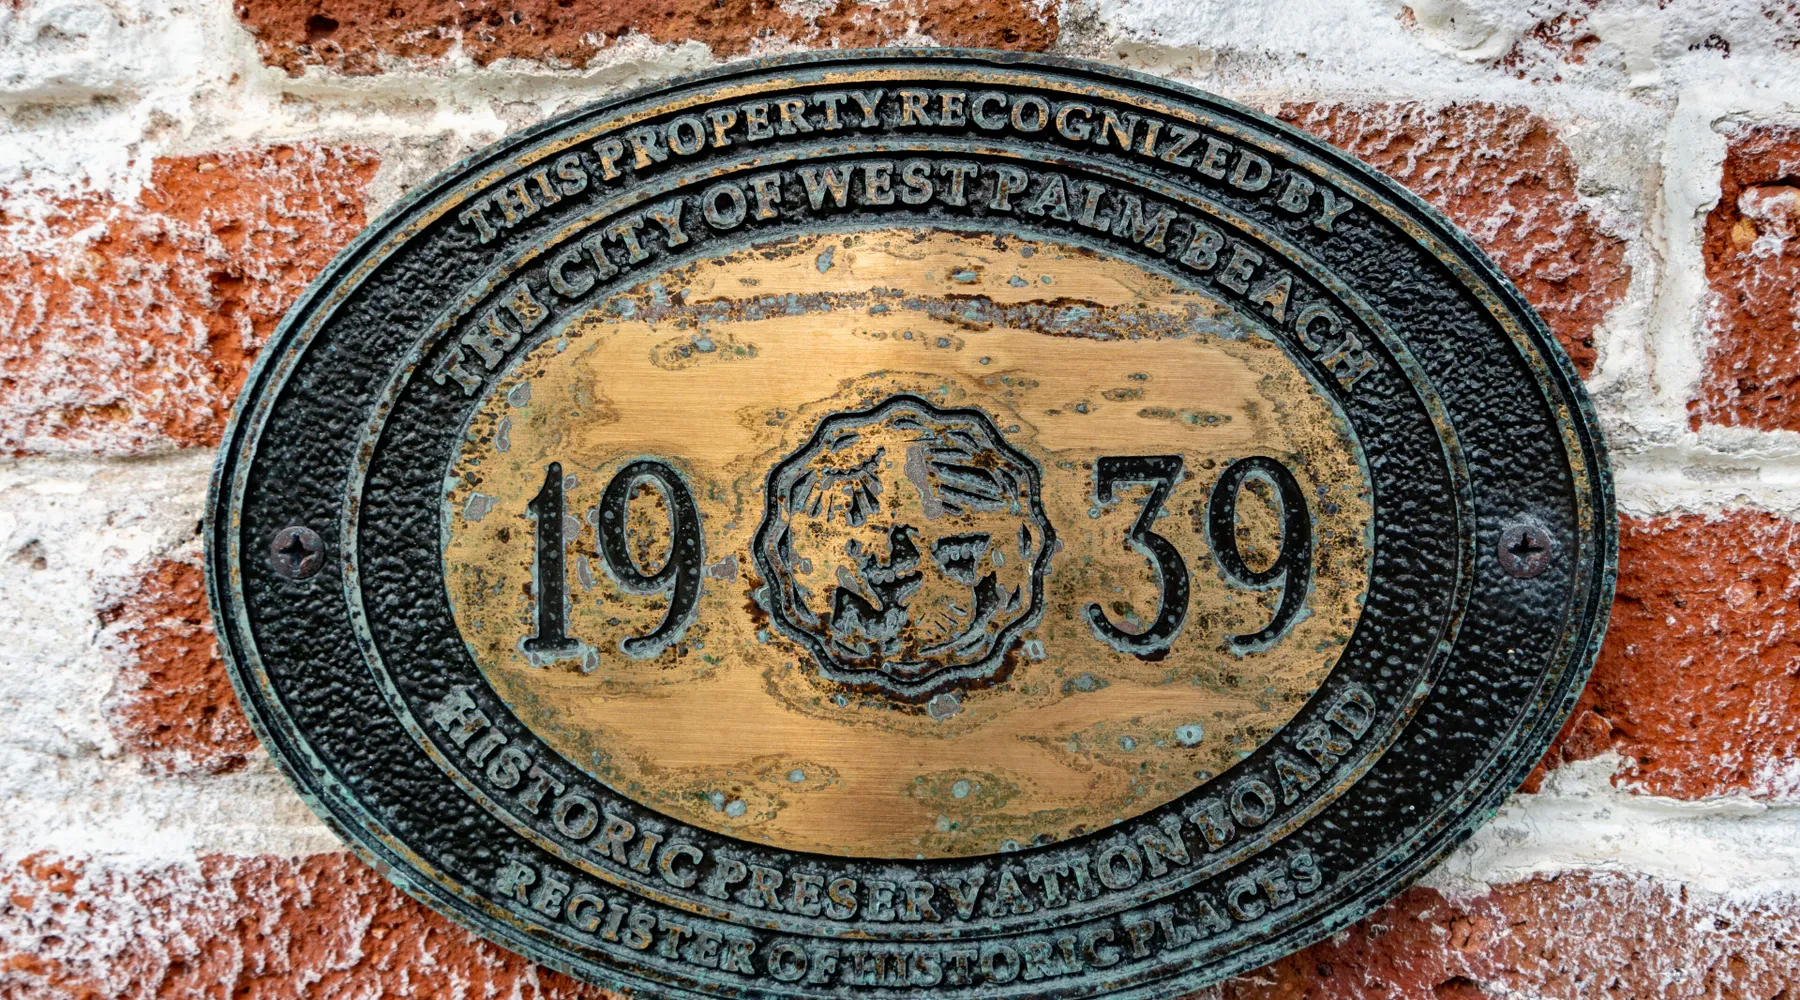 THIS PROPERTY RECOGNIZED BY
THE CITY OF WEST PALM BEACH
19 39
HISTORIC PRESERVATION BOARD
REGISTER OF HISTORIC PLACES